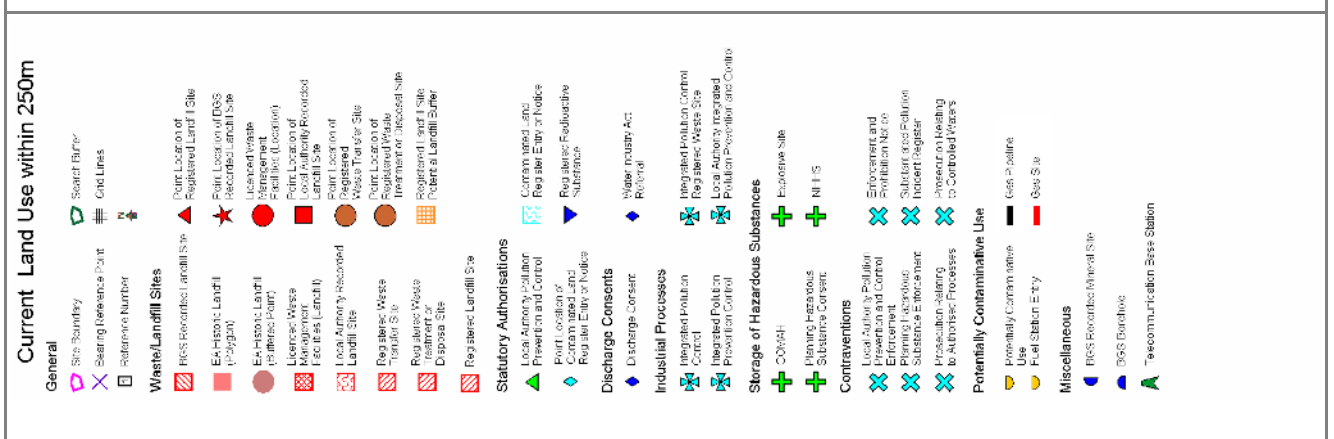 Current Land Use within 250m
General
Site Boundary
Search Buffer
Bearing Reference Point
Grid Lines
Reference Number
N
Waste/Landfill Sites
BGS Recorded Landfill Site
Point Location of
Registered Landfill Site
EA Historic Landfill
(Polygon)
Point Location of BGS
Recorded Landfill Site
EA Historic Landfill
(Buffered Point)
Licenced Waste
Management
Facilities (Location)
Licenced Waste
Management
Facilities (Landfill)
Point Location of
Local Authority Recorded
Landfill Site
Local Authority Recorded
Landfill Site
Point Location of
Registered
Waste Transfer Site
Registered Waste
Transfer Site
Point Location of
Registered Waste
Treatment or Disposal Site
Registered Waste
Treatment or
Disposal Site
Registered Landfill Site
Potential Landfill Buffer
Registered Landfill Site
Statutory Authorisations
Local Authority Pollution
Prevention and Control
Contaminated Land
Register Entry or Notice
Point Location of
Contaminated Land
Register Entry or Notice
Registered Radioactive
Substance
Discharge Consents
Discharge Consent
Water Industry Act
Referral
Industrial Processes
Integrated Pollution
Control
Integrated Pollution Control
Registered Waste Site
Integrated Pollution
Prevention Control
Local Authority Integrated
Pollution Prevention and Control
Storage of Hazardous Substances
COMAH
Explosive Site
Planning Hazardous
Substance Consent
NIHHS
Contraventions
Local Authority Pollution
Prevention and Control
Enforcement
Enforcement and
Prohibition Notice
Planning Hazardous
Substance Enforcement
Substantiated Pollution
Incident Register
Prosecution Relating
to Authorised Processes
Prosecution Relating
to Controlled Waters
Potentially Contaminative Use
Potentially Contaminative
Use
Gas Pipeline
Fuel Station Entry
Gas Site
Miscellaneous
BGS Recorded Mineral Site
BGS Borehole
Telecommunication Base Station